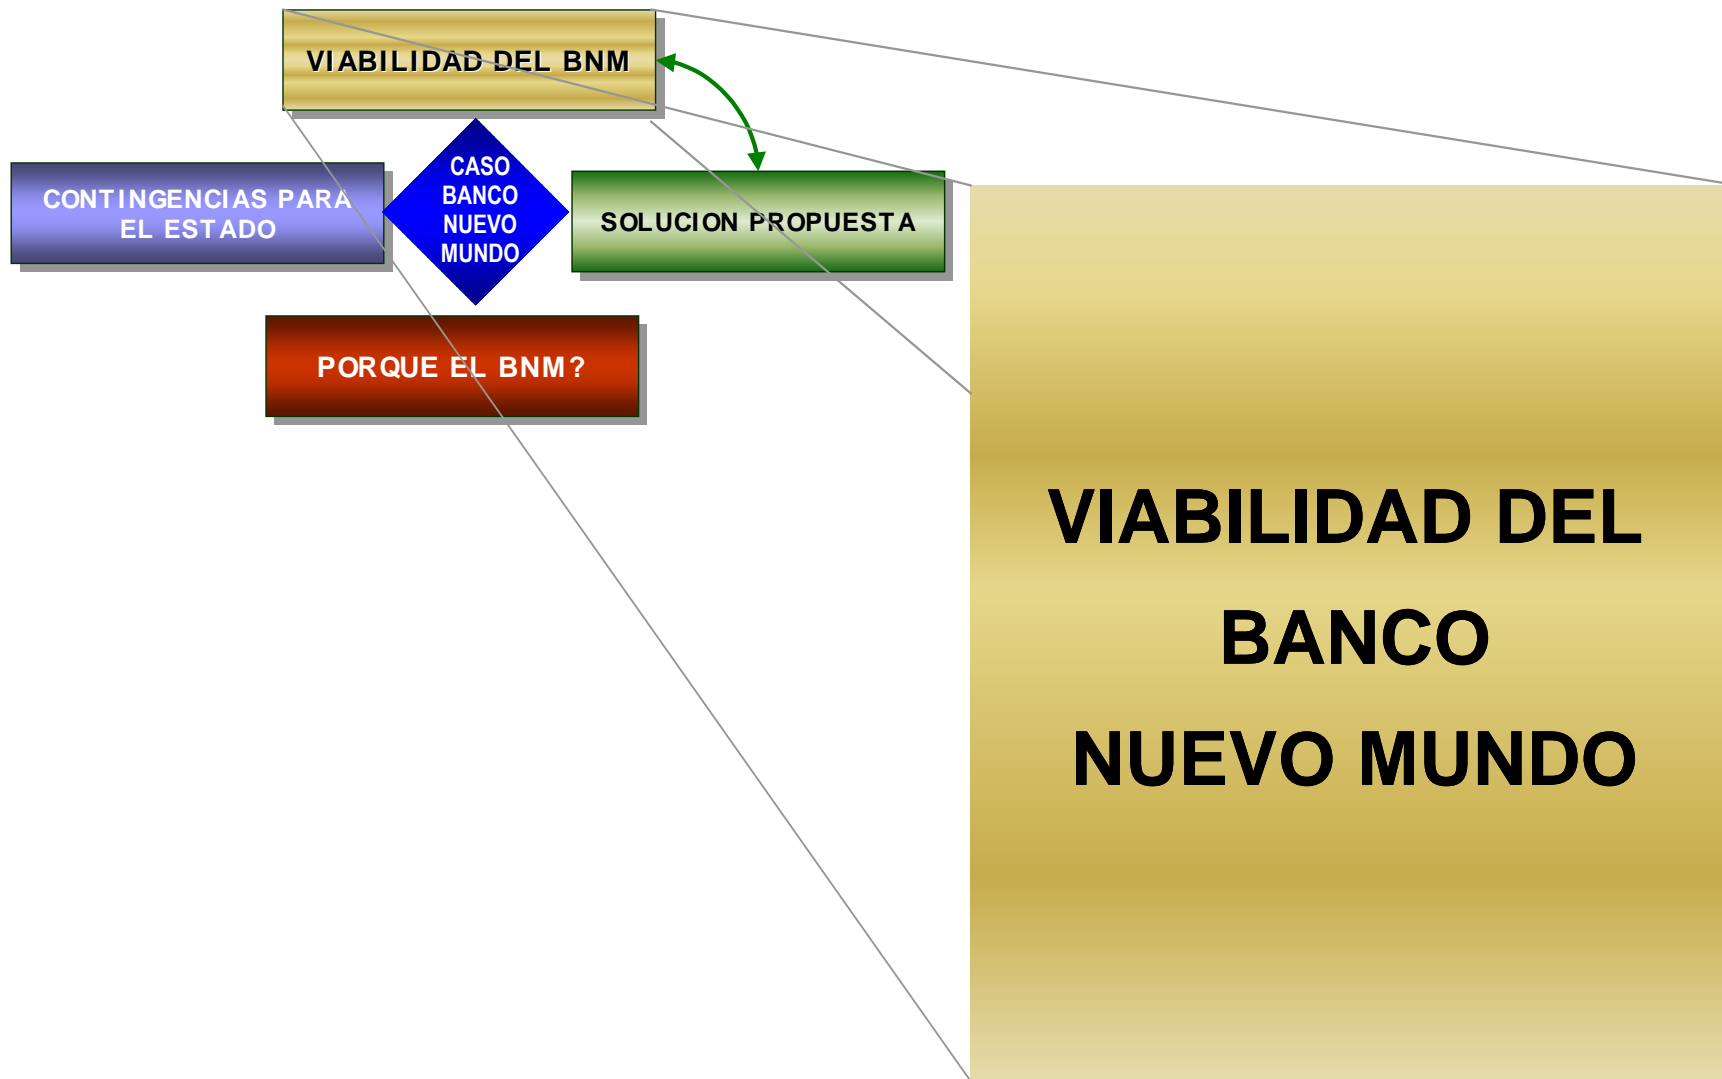 VIABILIDAD DEL BNM
CONTINGENCIAS PARA
EL ESTADO
CASO
BANCO
NUEVO
MUNDO
SOLUCION PROPUESTA
PORQUE EL BNM?
VIABILIDAD DEL
BANCO
NUEVO MUNDO